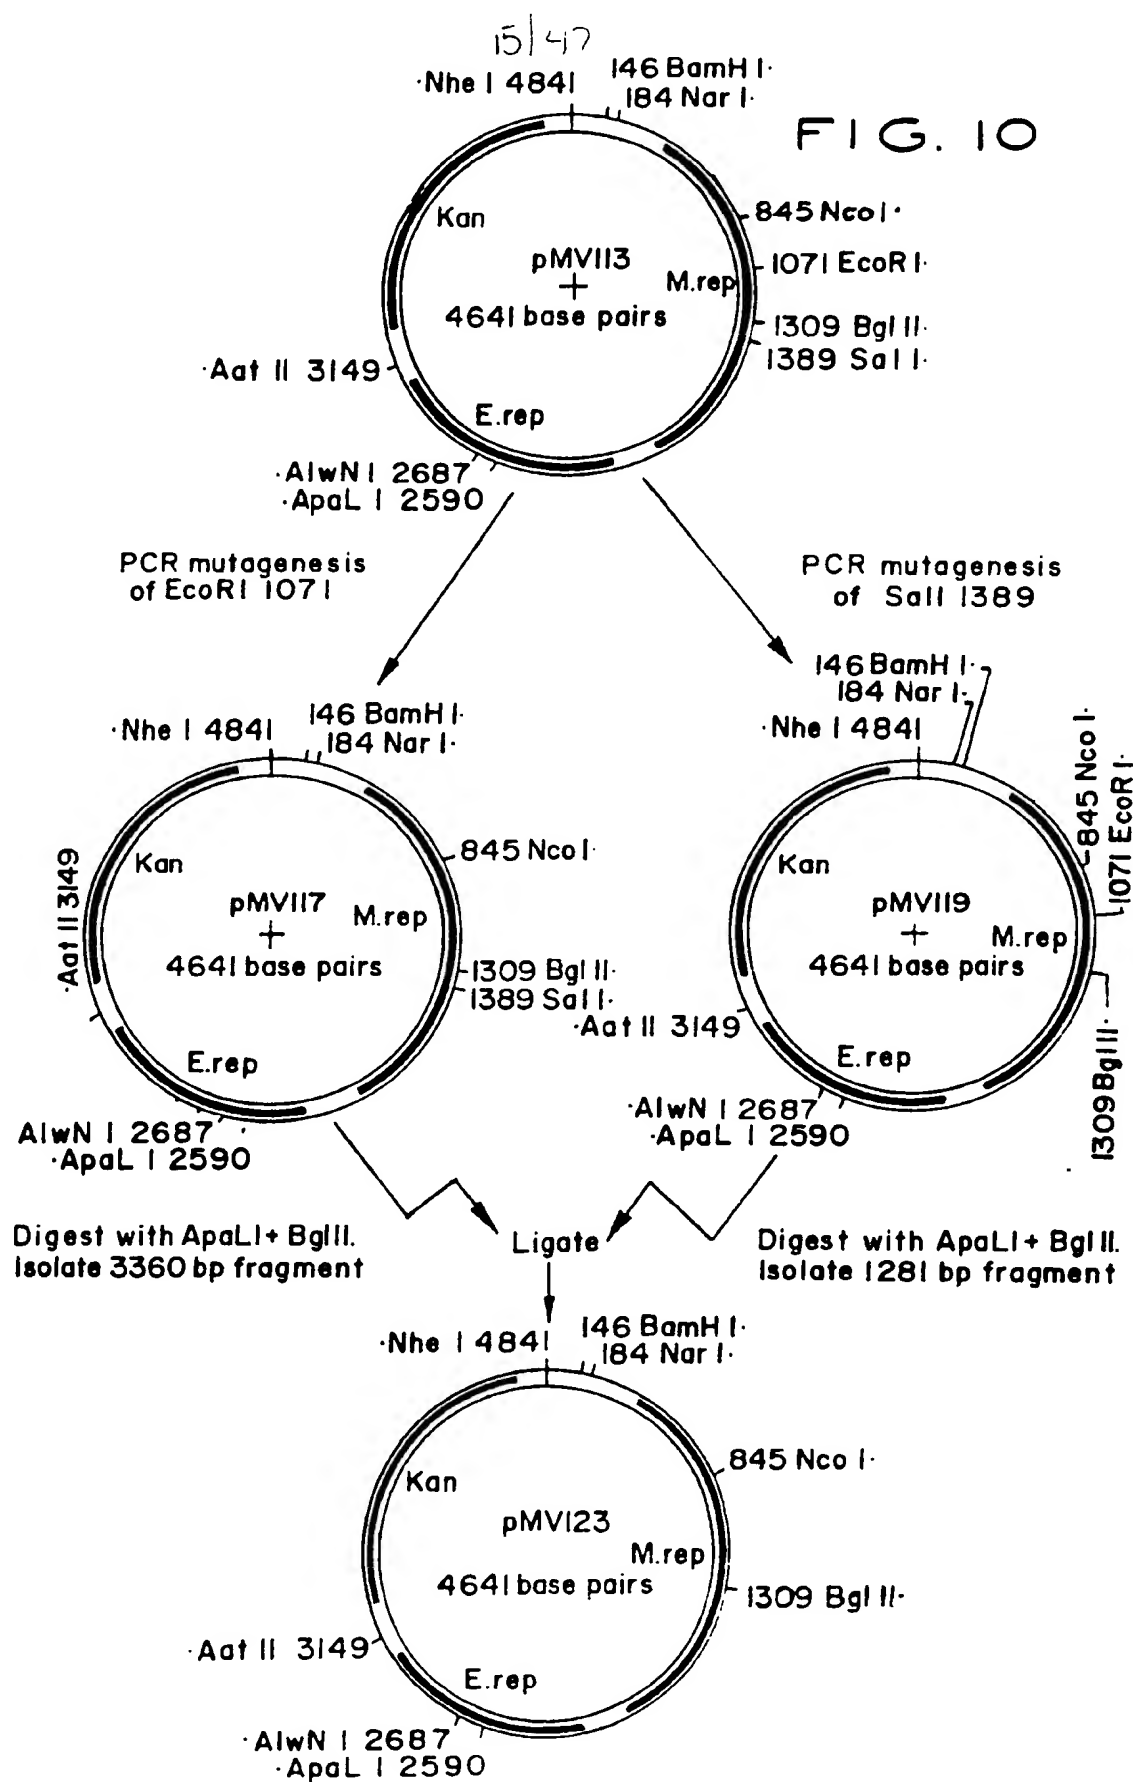 15/47
·Nhe I 4841
146 BamH I·
184 Nar I·
FIG. 10
845 Nco I·
Kan
1071 EcoR I·
pMV113
M.rep
4641 base pairs
1309 Bgl II·
1389 Sal I·
·Aat II 3149
E.rep
·AlwN I 2687
·ApaL I 2590
PCR mutagenesis
of EcoRI 1071
PCR mutagenesis
of SalI 1389
·Nhe I 4841
146 BamH I·
184 Nar I·
845 Nco I·
Kan
·Aat II 3149
pMV117
M.rep
4641 base pairs
1309 Bgl II·
1389 Sal I·
E.rep
AlwN I 2687
·ApaL I 2590
146 BamH I·
184 Nar I·
·Nhe I 4841
845 Nco I·
1071 EcoR I·
Kan
pMV119
M.rep
4641 base pairs
·Aat II 3149
E.rep
1309 Bgl II·
·AlwN I 2687
·ApaL I 2590
Digest with ApaLI + BglII.
Isolate 3360 bp fragment
Ligate
Digest with ApaLI + Bgl II.
Isolate 1281 bp fragment
·Nhe I 4841
146 BamH I·
184 Nar I·
845 Nco I·
Kan
pMV123
M.rep
4641 base pairs
1309 Bgl II·
·Aat II 3149
E.rep
·AlwN I 2687
·ApaL I 2590